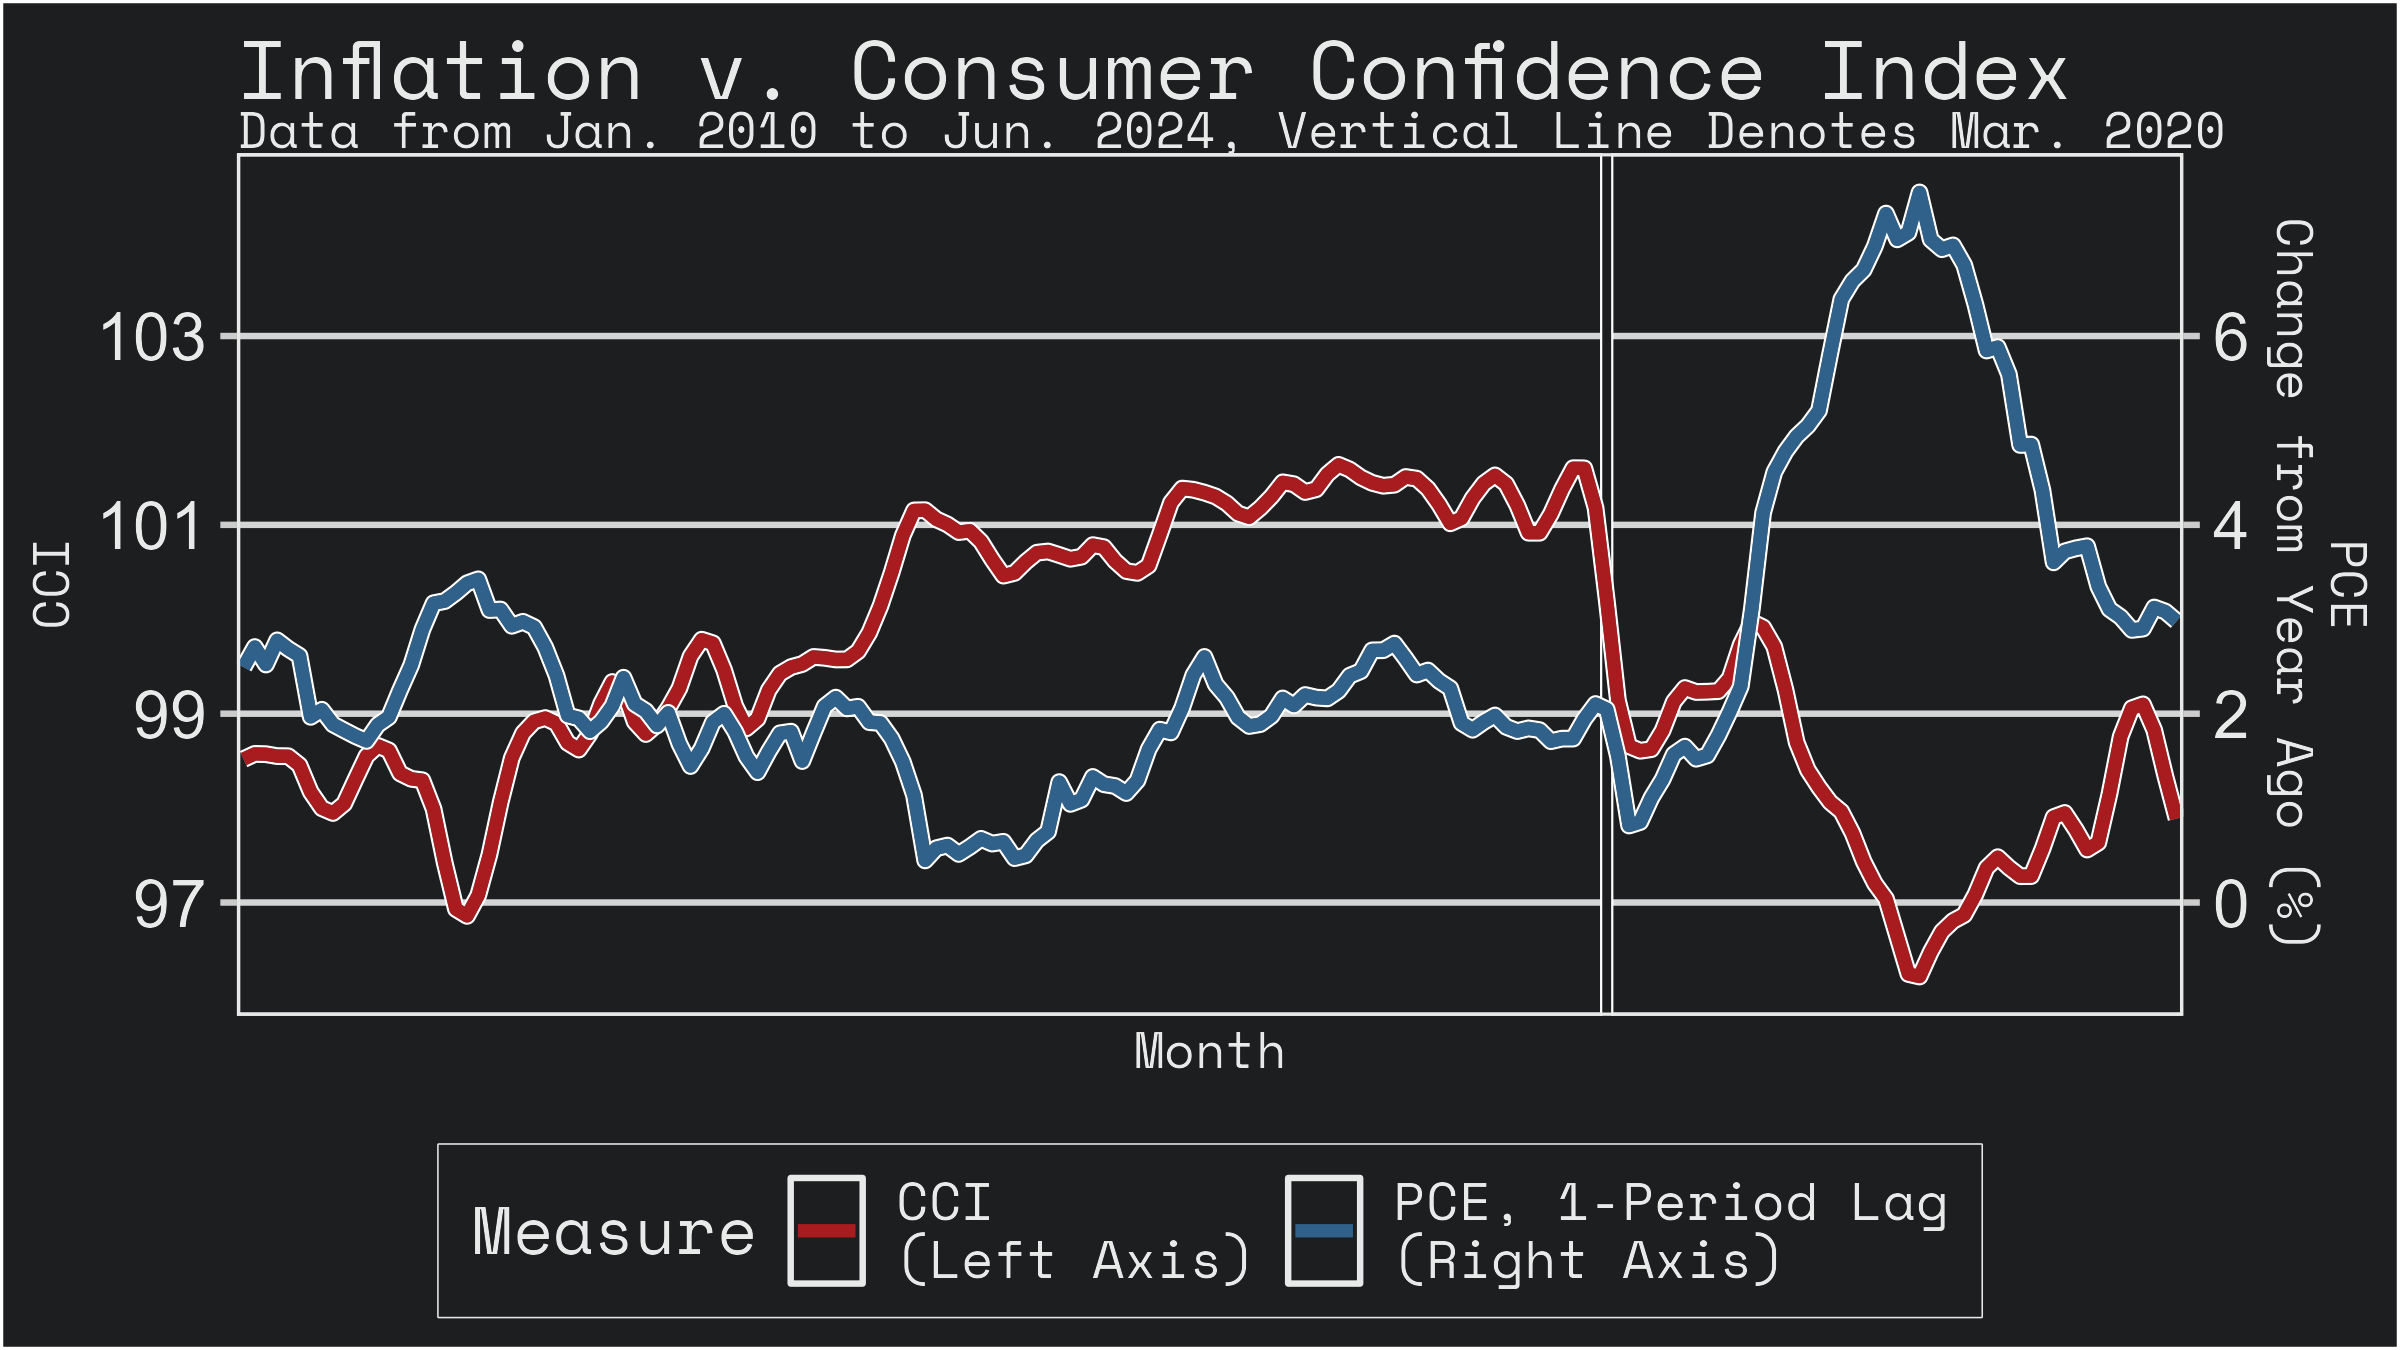 Inflation v. Consumer Confidence Index
Data from Jan. 2010 to Jun. 2024, Vertical Line Denotes Mar. 2020
CCI
103
101
99
97
6
4
2
0
PCE
Change from Year Ago (%)
Month
Measure
CCI
(Left Axis)
PCE, 1-Period Lag
(Right Axis)